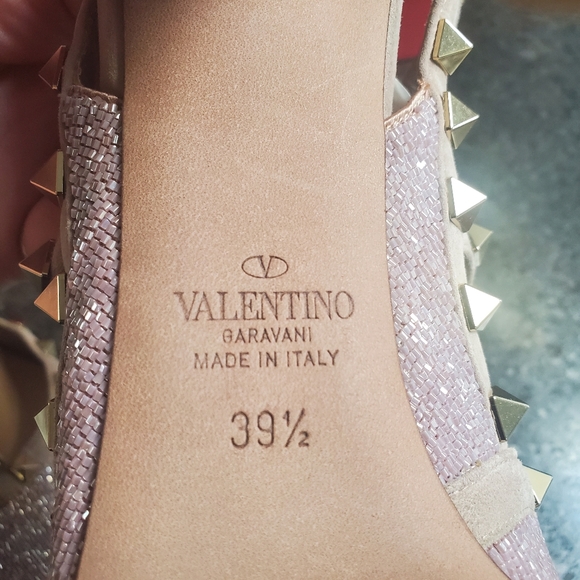 V
VALENTINO
GARAVANI
MADE IN ITALY
39½